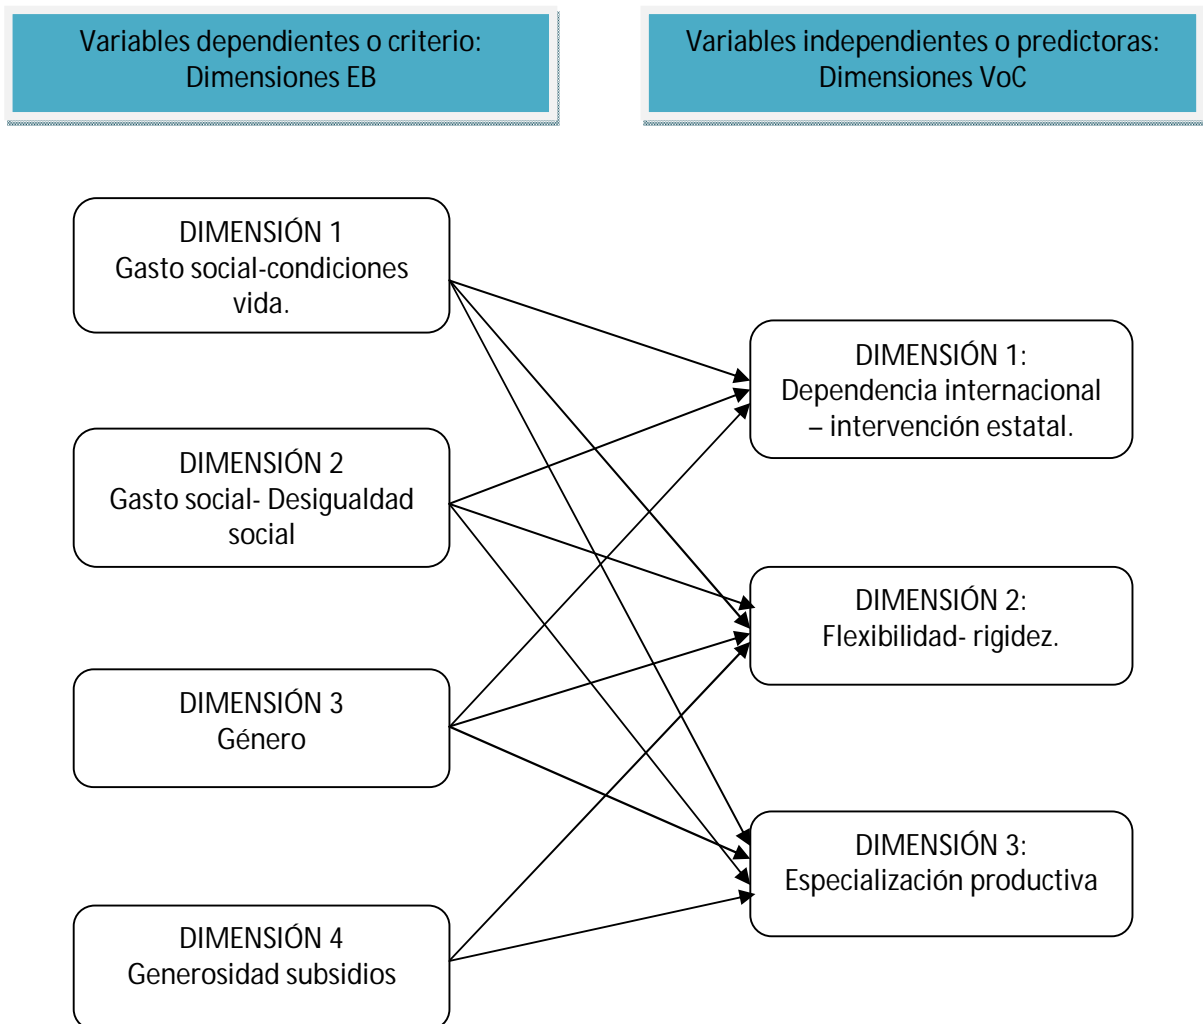 Variables dependientes o criterio:
Dimensiones EB
Variables independientes o predictoras:
Dimensiones VoC
DIMENSIÓN 1
Gasto social-condiciones
vida.
DIMENSIÓN 2
Gasto social- Desigualdad
social
DIMENSIÓN 3
Género
DIMENSIÓN 4
Generosidad subsidios
DIMENSIÓN 1:
Dependencia internacional
– intervención estatal.
DIMENSIÓN 2:
Flexibilidad- rigidez.
DIMENSIÓN 3:
Especialización productiva